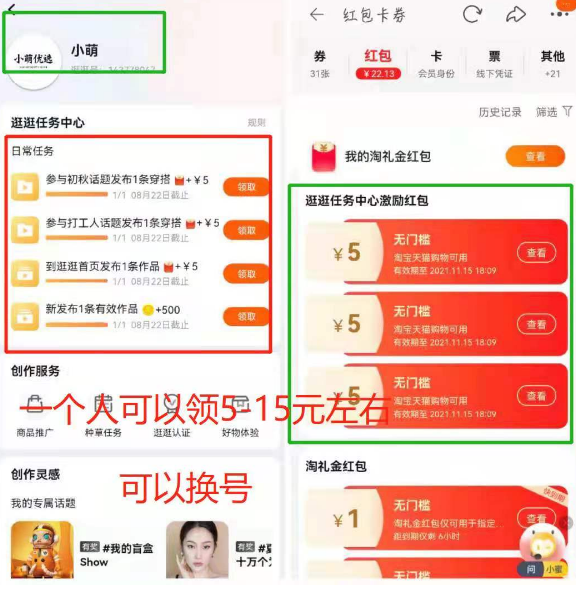 小萌优选
小萌
逛逛任务中心
规则
日常任务
参与初秋话题发布1条穿搭 +￥5
1/1 08月22日截止
领取
参与打工人话题发布1条穿搭 +￥5
1/1 08月22日截止
领取
到逛逛首页发布1条作品 +￥5
1/1 08月22日截止
领取
新发布1条有效作品 +500
1/1 08月22日截止
领取
创作服务
一个人可以领5-15元左右
商品推广
种草任务
逛逛认证
好物体验
可以换号
创作灵感
我的专属话题
有奖 #我的盲盒
Show
有奖
十万个
红包卡券
券
31张
红包
￥22.13
卡
会员身份
票
线下凭证
其他
+21
历史记录
筛选
我的淘礼金红包
查看
逛逛任务中心激励红包
￥5
无门槛
淘宝天猫购物可用
有效期至 2021.11.15 18:09
查看
￥5
无门槛
淘宝天猫购物可用
有效期至 2021.11.15 18:09
查看
￥5
无门槛
淘宝天猫购物可用
有效期至 2021.11.15 18:09
查看
淘礼金红包
快到期
￥1
无门槛
淘礼金红包仅可用于指定...
距到期仅剩 6小时
查看
无门槛
问 小蜜